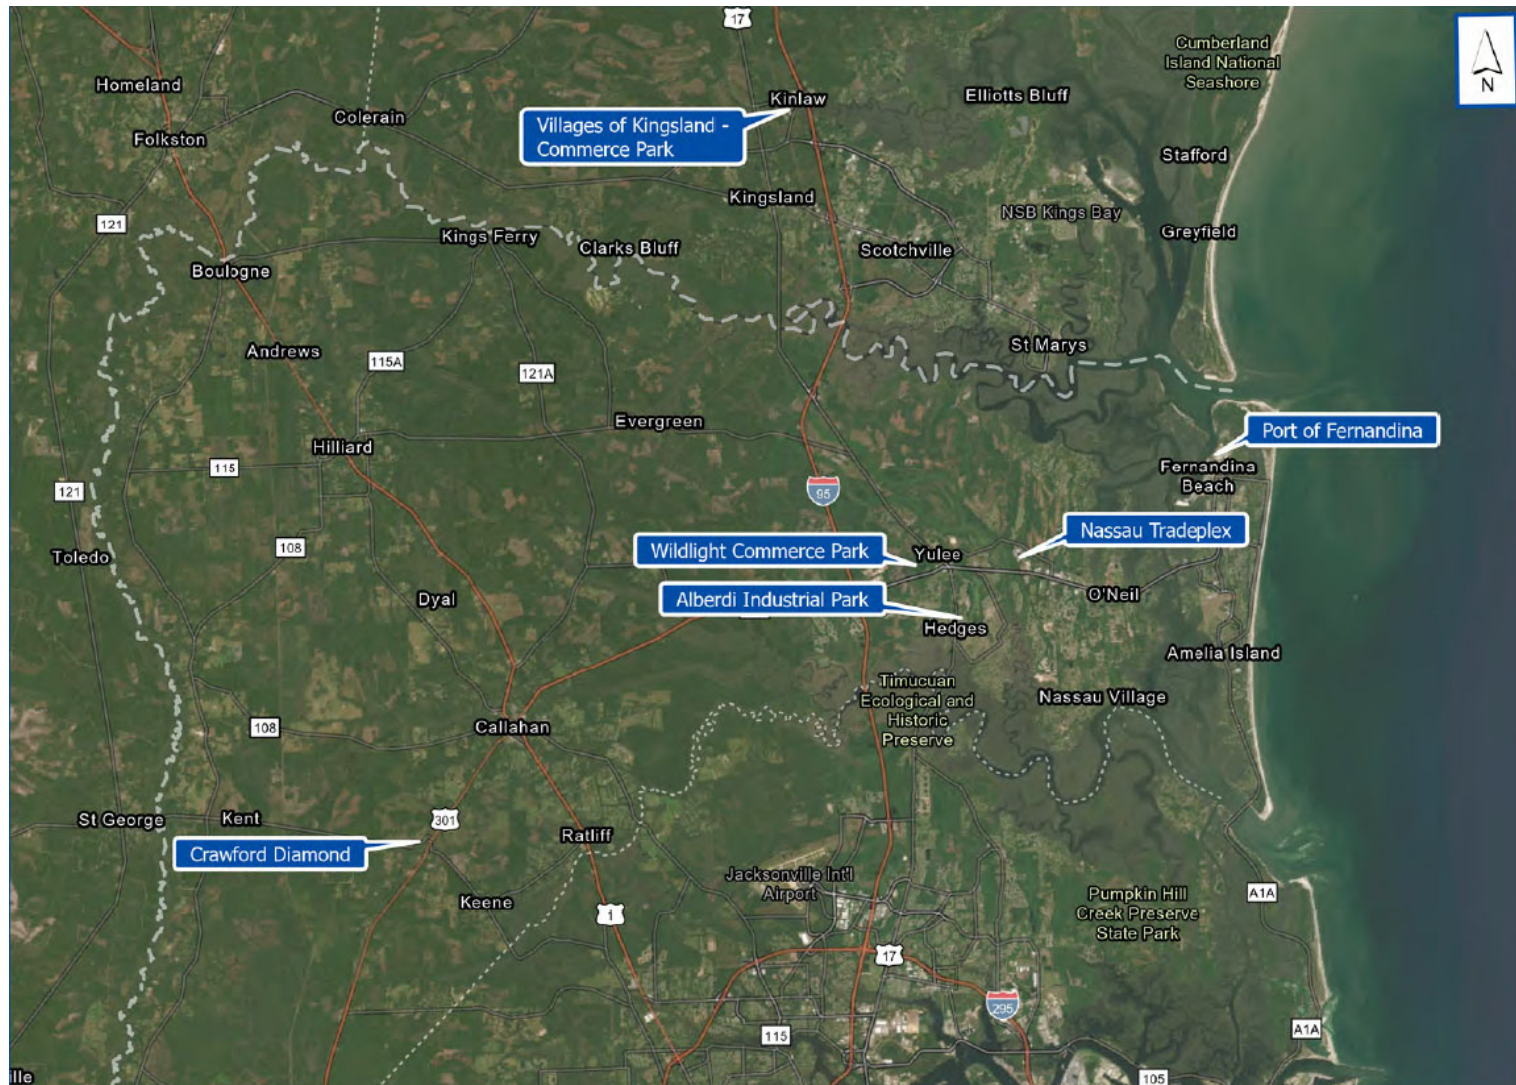 17
Cumberland
Island National
Seashore
N
Homeland
Kinlaw
Elliotts Bluff
Colerain
Villages of Kingsland -
Commerce Park
Folkston
Stafford
Kingsland
NSB Kings Bay
121
Greyfield
Kings Ferry
Clarks Bluff
Scotchville
Boulogne
St Marys
Andrews
115A
121A
Evergreen
Port of Fernandina
Hilliard
115
Fernandina
Beach
121
95
Nassau Tradeplex
108
Wildlight Commerce Park
Yulee
Toledo
Dyal
Alberdi Industrial Park
O'Neil
Hedges
Amelia Island
Timucuan
Ecological and
Historic
Preserve
Nassau Village
108
Callahan
St George
Kent
301
Ratliff
Crawford Diamond
Jacksonville Int'l
Airport
Keene
A1A
Pumpkin Hill
Creek Preserve
State Park
1
17
295
115
A1A
105
ille